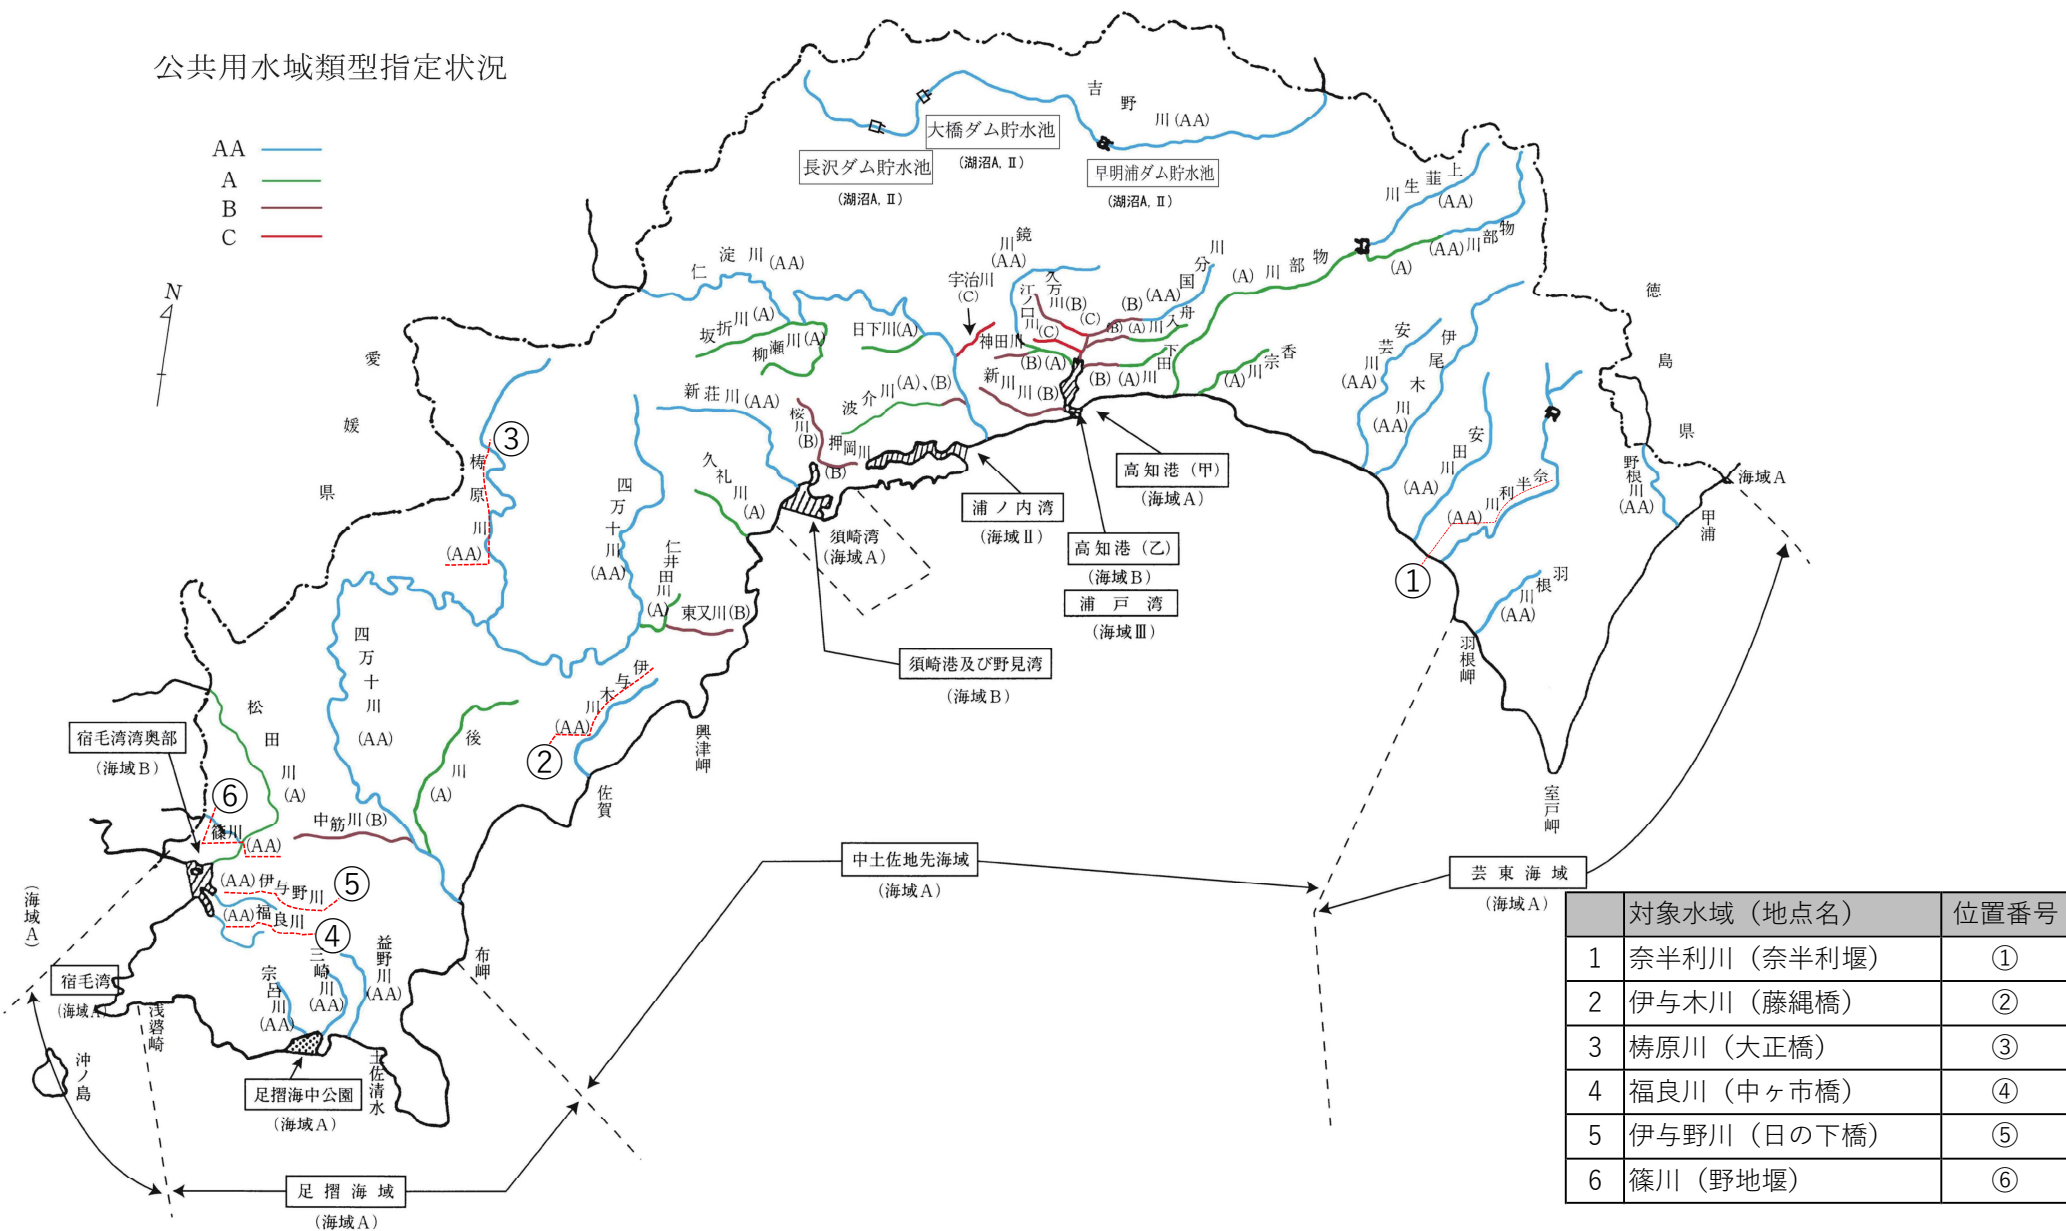 公共用水域類型指定状況
AA
A
B
C
N
吉野川(AA)
大橋ダム貯水池
(湖沼A, Ⅱ)
長沢ダム貯水池
(湖沼A, Ⅱ)
早明浦ダム貯水池
(湖沼A, Ⅱ)
上韮生川
(AA)
物部川(AA)
(A)
物部川(A)
徳島県
愛媛県
仁淀川(AA)
坂折川(A)
柳瀬川(A)
日下川(A)
宇治川
(C)
鏡川
(AA)
久万川(B)
(C)
江ノ口川(C)
国分川
(AA)
(B)
舟入川(A)
(B)
神田川
(B)(A)
下田川(A)
(B)
新川川(B)
香宗川
(A)
安芸川
(AA)
伊尾木川
(AA)
安田川
(AA)
奈半利川
(AA)
①
野根川
(AA)
海域A
甲浦
羽根川
(AA)
羽根岬
室戸岬
新荘川(AA)
桜川
(B)
押岡川
(B)
波介川(A)、(B)
久礼川
(A)
須崎湾
(海域A)
浦ノ内湾
(海域Ⅱ)
高知港(甲)
(海域A)
高知港(乙)
(海域B)
浦戸湾
(海域Ⅲ)
須崎港及び野見湾
(海域B)
③
梼原川
(AA)
四万十川
(AA)
仁井田川
(A)
東又川(B)
四万十川
(AA)
伊与木川
(AA)
②
興津岬
佐賀
後川
(A)
中筋川(B)
松田川
(A)
宿毛湾湾奥部
(海域B)
⑥
篠川
(AA)
(AA)伊与野川
⑤
(AA)福良川
④
(海域A)
宿毛湾
(海域A)
沖ノ島
浅碆崎
宗呂川
(AA)
三崎川
(AA)
益野川
(AA)
布岬
土佐清水
足摺海中公園
(海域A)
足摺海域
(海域A)
中土佐地先海域
(海域A)
芸東海域
(海域A)
対象水域（地点名） 位置番号
1 奈半利川（奈半利堰） ①
2 伊与木川（藤縄橋） ②
3 梼原川（大正橋） ③
4 福良川（中ヶ市橋） ④
5 伊与野川（日の下橋） ⑤
6 篠川（野地堰） ⑥